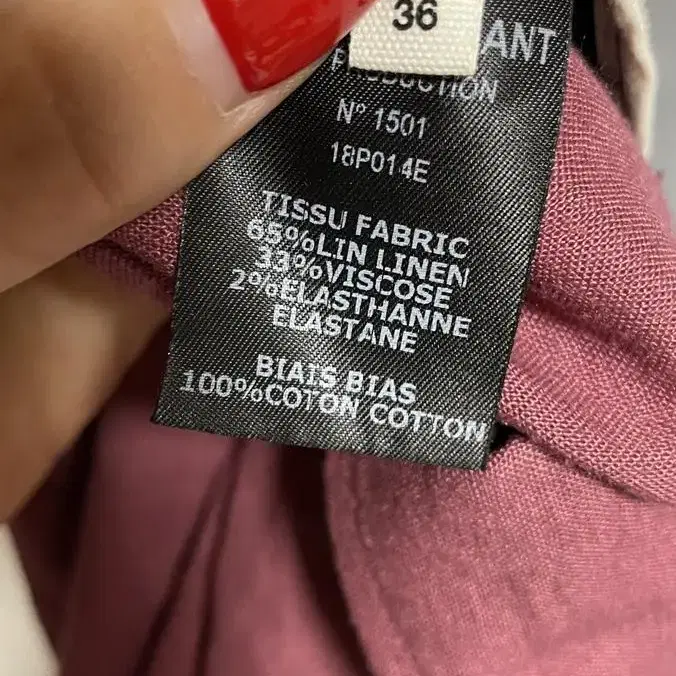 36
ANT
PRODUCTION
N° 1501
18P014E
TISSU FABRIC
65%LIN LINEN
33%VISCOSE
2%ELASTHANNE
ELASTANE
BIAIS BIAS
100%COTON COTTON